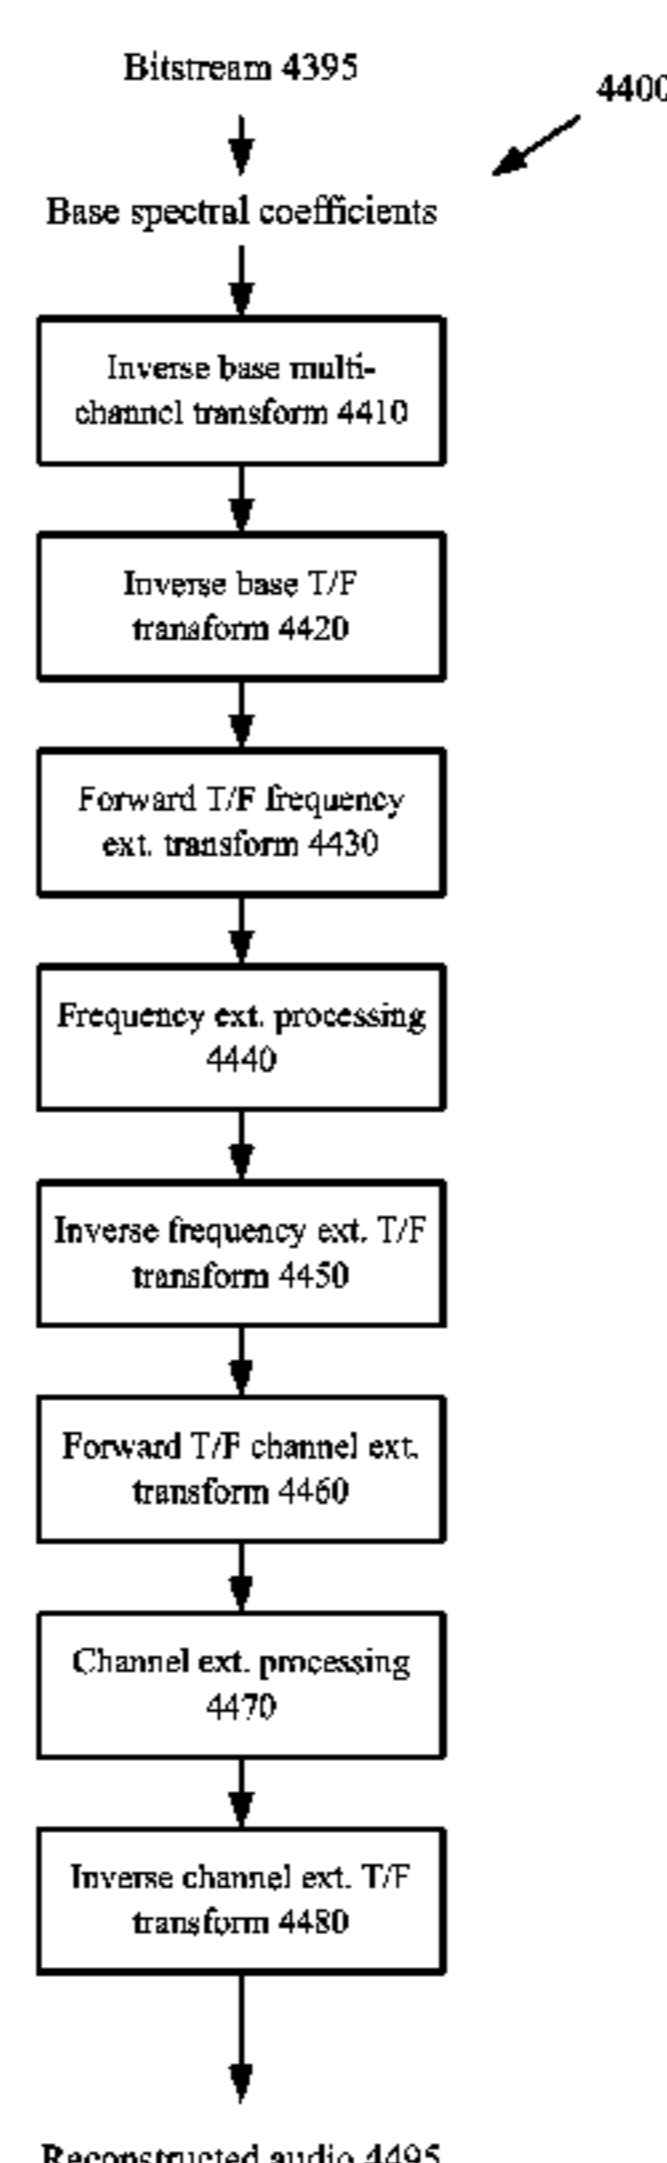 Bitstream 4395
4400
Base spectral coefficients
Inverse base multi-
channel transform 4410
Inverse base T/F
transform 4420
Forward T/F frequency
ext. transform 4430
Frequency ext. processing
4440
Inverse frequency ext. T/F
transform 4450
Forward T/F channel ext.
transform 4460
Channel ext. processing
4470
Inverse channel ext. T/F
transform 4480
Reconstructed audio 4495